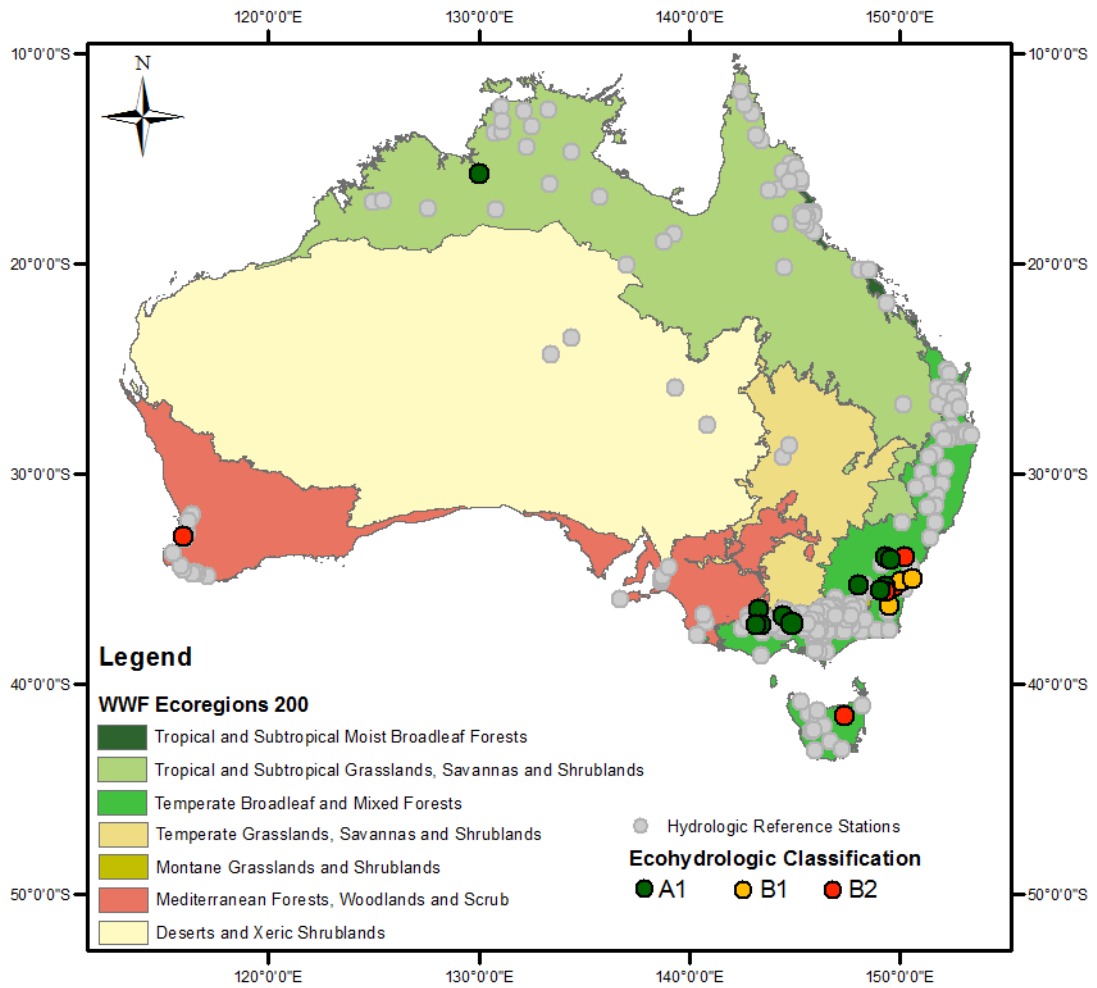 120°0'0"E 130°0'0"E 140°0'0"E 150°0'0"E
10°0'0"S 10°0'0"S
N
20°0'0"S 20°0'0"S
30°0'0"S 30°0'0"S
Legend
40°0'0"S 40°0'0"S
WWF Ecoregions 200
Tropical and Subtropical Moist Broadleaf Forests
Tropical and Subtropical Grasslands, Savannas and Shrublands
Temperate Broadleaf and Mixed Forests
Temperate Grasslands, Savannas and Shrublands
Montane Grasslands and Shrublands
Mediterranean Forests, Woodlands and Scrub
Deserts and Xeric Shrublands
Hydrologic Reference Stations
Ecohydrologic Classification
A1 B1 B2
50°0'0"S 50°0'0"S
120°0'0"E 130°0'0"E 140°0'0"E 150°0'0"E